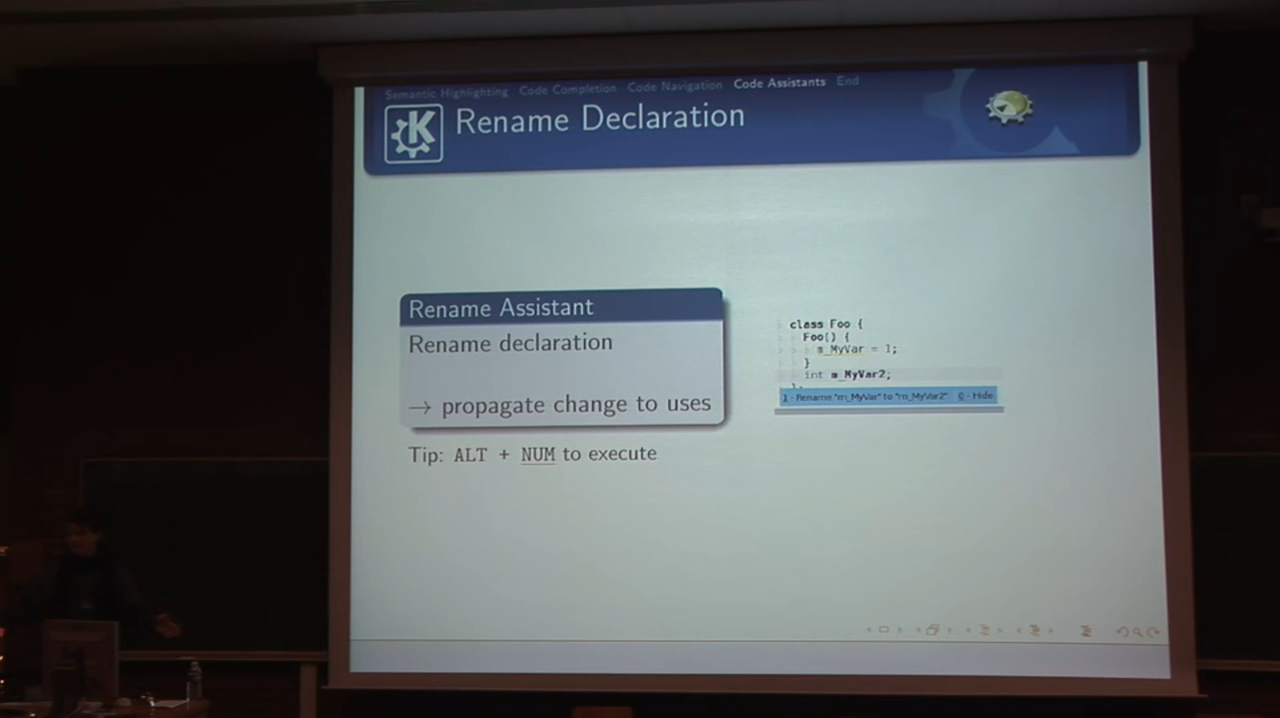 Semantic Highlighting Code Completion Code Navigation Code Assistants End
Rename Declaration
Rename Assistant
Rename declaration
→ propagate change to uses
Tip: ALT + NUM to execute
class Foo {
Foo() {
m_MyVar = 1;
}
int m_MyVar2;
};
1 - Rename "m_MyVar" to "m_MyVar2" 0 - Hide